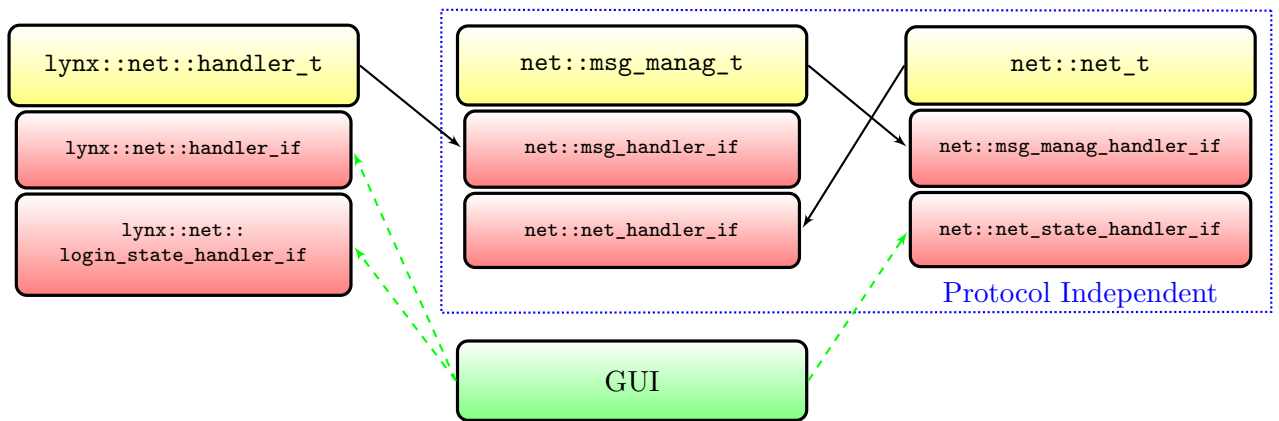 lynx::net::handler_t
lynx::net::handler_if
lynx::net::
login_state_handler_if
net::msg_manag_t
net::msg_handler_if
net::net_handler_if
net::net_t
net::msg_manag_handler_if
net::net_state_handler_if
Protocol Independent
GUI